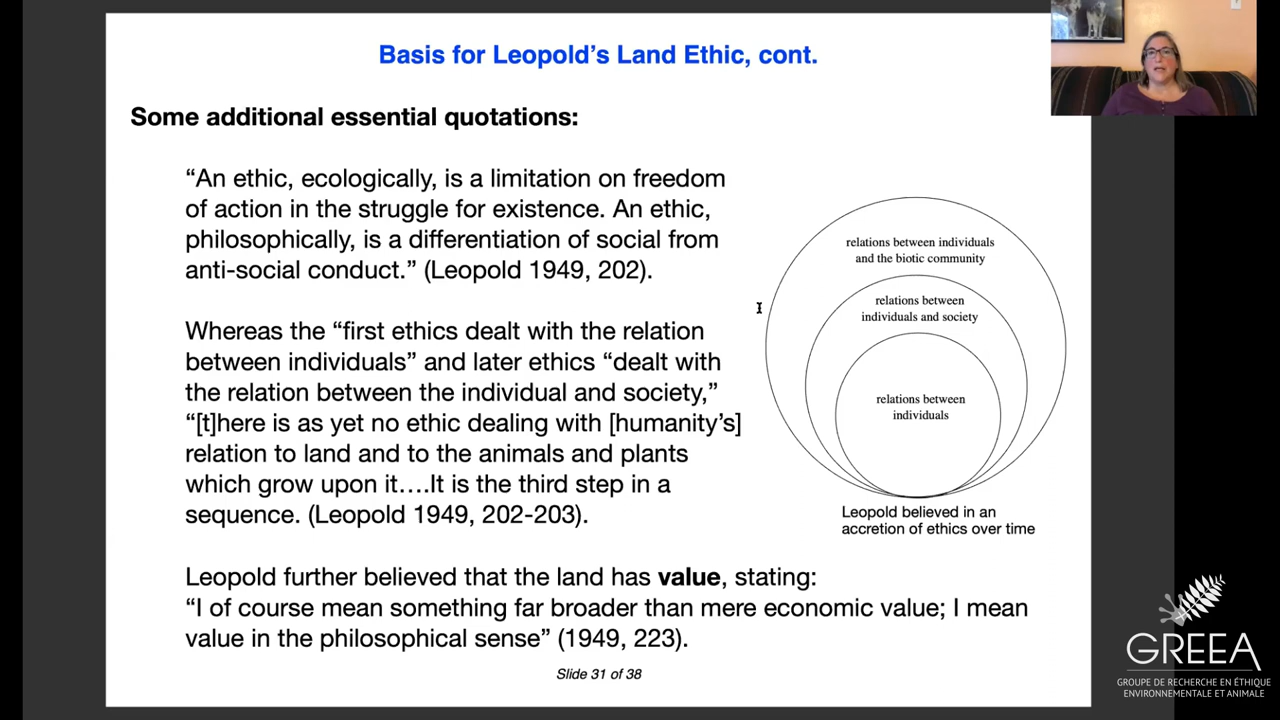 Basis for Leopold’s Land Ethic, cont.
Some additional essential quotations:
“An ethic, ecologically, is a limitation on freedom
of action in the struggle for existence. An ethic,
philosophically, is a differentiation of social from
anti-social conduct.” (Leopold 1949, 202).
Whereas the “first ethics dealt with the relation
between individuals” and later ethics “dealt with
the relation between the individual and society,”
“[t]here is as yet no ethic dealing with [humanity’s]
relation to land and to the animals and plants
which grow upon it….It is the third step in a
sequence. (Leopold 1949, 202-203).
relations between individuals
and the biotic community
relations between
individuals and society
relations between
individuals
Leopold believed in an
accretion of ethics over time
Leopold further believed that the land has value, stating:
“I of course mean something far broader than mere economic value; I mean
value in the philosophical sense” (1949, 223).
Slide 31 of 38
GREEA
GROUPE DE RECHERCHE EN ÉTHIQUE
ENVIRONNEMENTALE ET ANIMALE